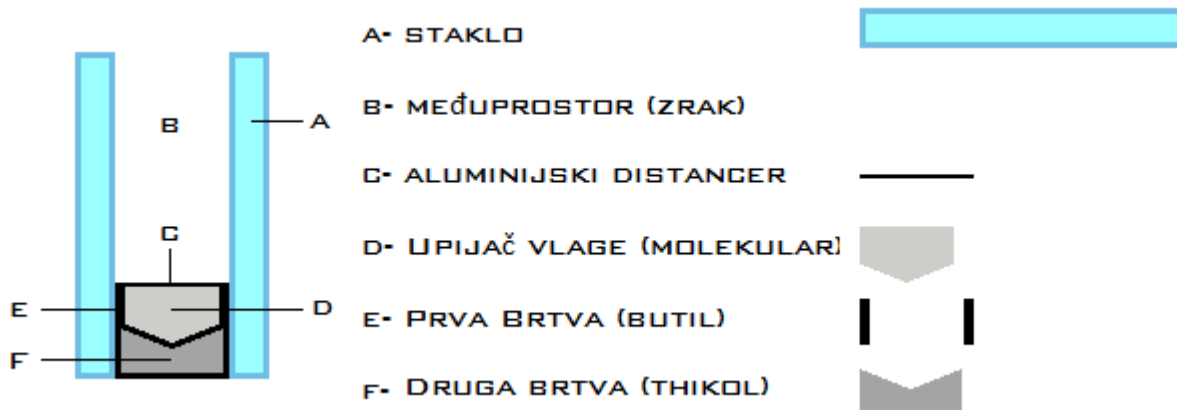 A- STAKLO
B- MEđUPROSTOR (ZRAK)
C- ALUMINIJSKI DISTANCER
D- UPIJAč VLAGE (MOLEKULAR)
E- PRVA BRTVA (BUTIL)
F- DRUGA BRTVA (THIKOL)
B
A
C
E
D
F